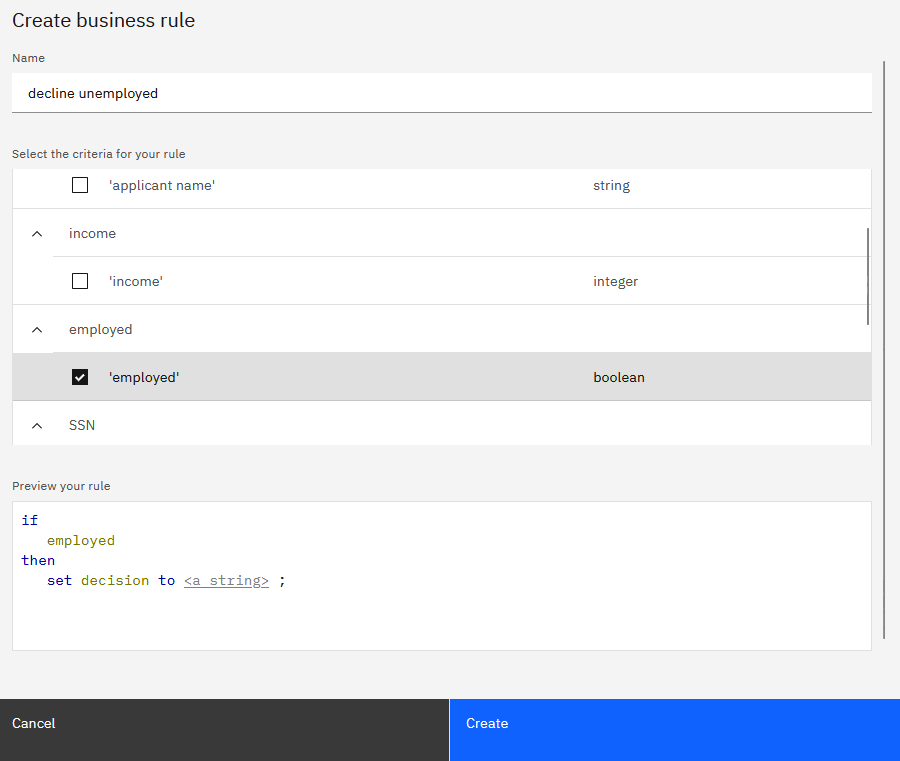 Create business rule
Name
decline unemployed
Select the criteria for your rule
'applicant name' string
income
'income' integer
employed
'employed' boolean
SSN
Preview your rule
if
employed
then
set decision to <a string> ;
Cancel Create